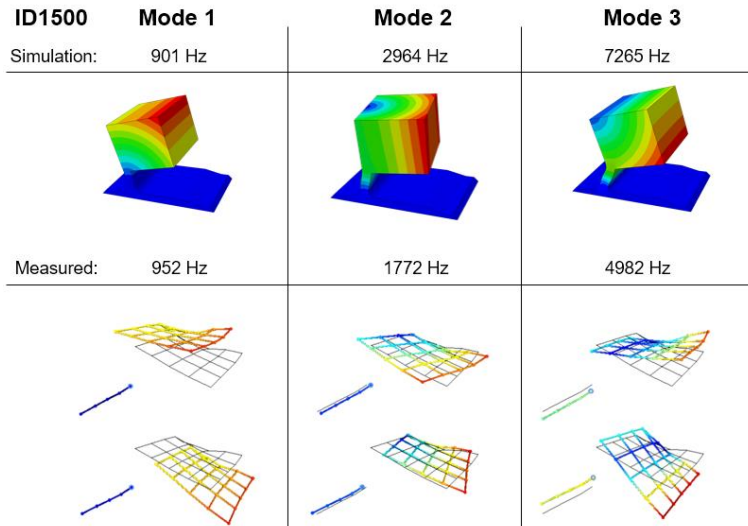 ID1500 Mode 1 Mode 2 Mode 3
Simulation: 901 Hz 2964 Hz 7265 Hz
Measured: 952 Hz 1772 Hz 4982 Hz